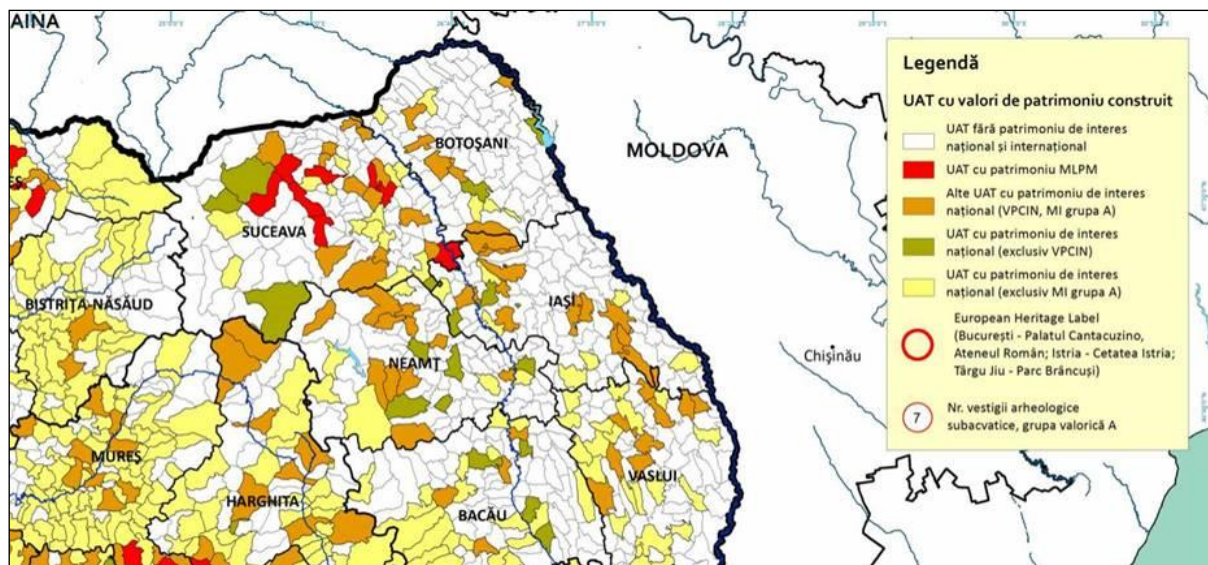 AINA
BOTOȘANI
MOLDOVA
SUCEAVA
BISTRIȚA-NĂSĂUD
IAȘI
NEAMȚ
Chișinău
MUREȘ
HARGHITA
VASLUI
BACĂU
Legendă
UAT cu valori de patrimoniu construit
UAT fără patrimoniu de interes
național și internațional
UAT cu patrimoniu MLPM
Alte UAT cu patrimoniu de interes
național (VPCIN, MI grupa A)
UAT cu patrimoniu de interes
național (exclusiv VPCIN)
UAT cu patrimoniu de interes
național (exclusiv MI grupa A)
European Heritage Label
(București - Palatul Cantacuzino,
Ateneul Român; Istria - Cetatea Istria;
Târgu Jiu - Parc Brâncuși)
7
Nr. vestigii arheologice
subacvatice, grupa valorică A